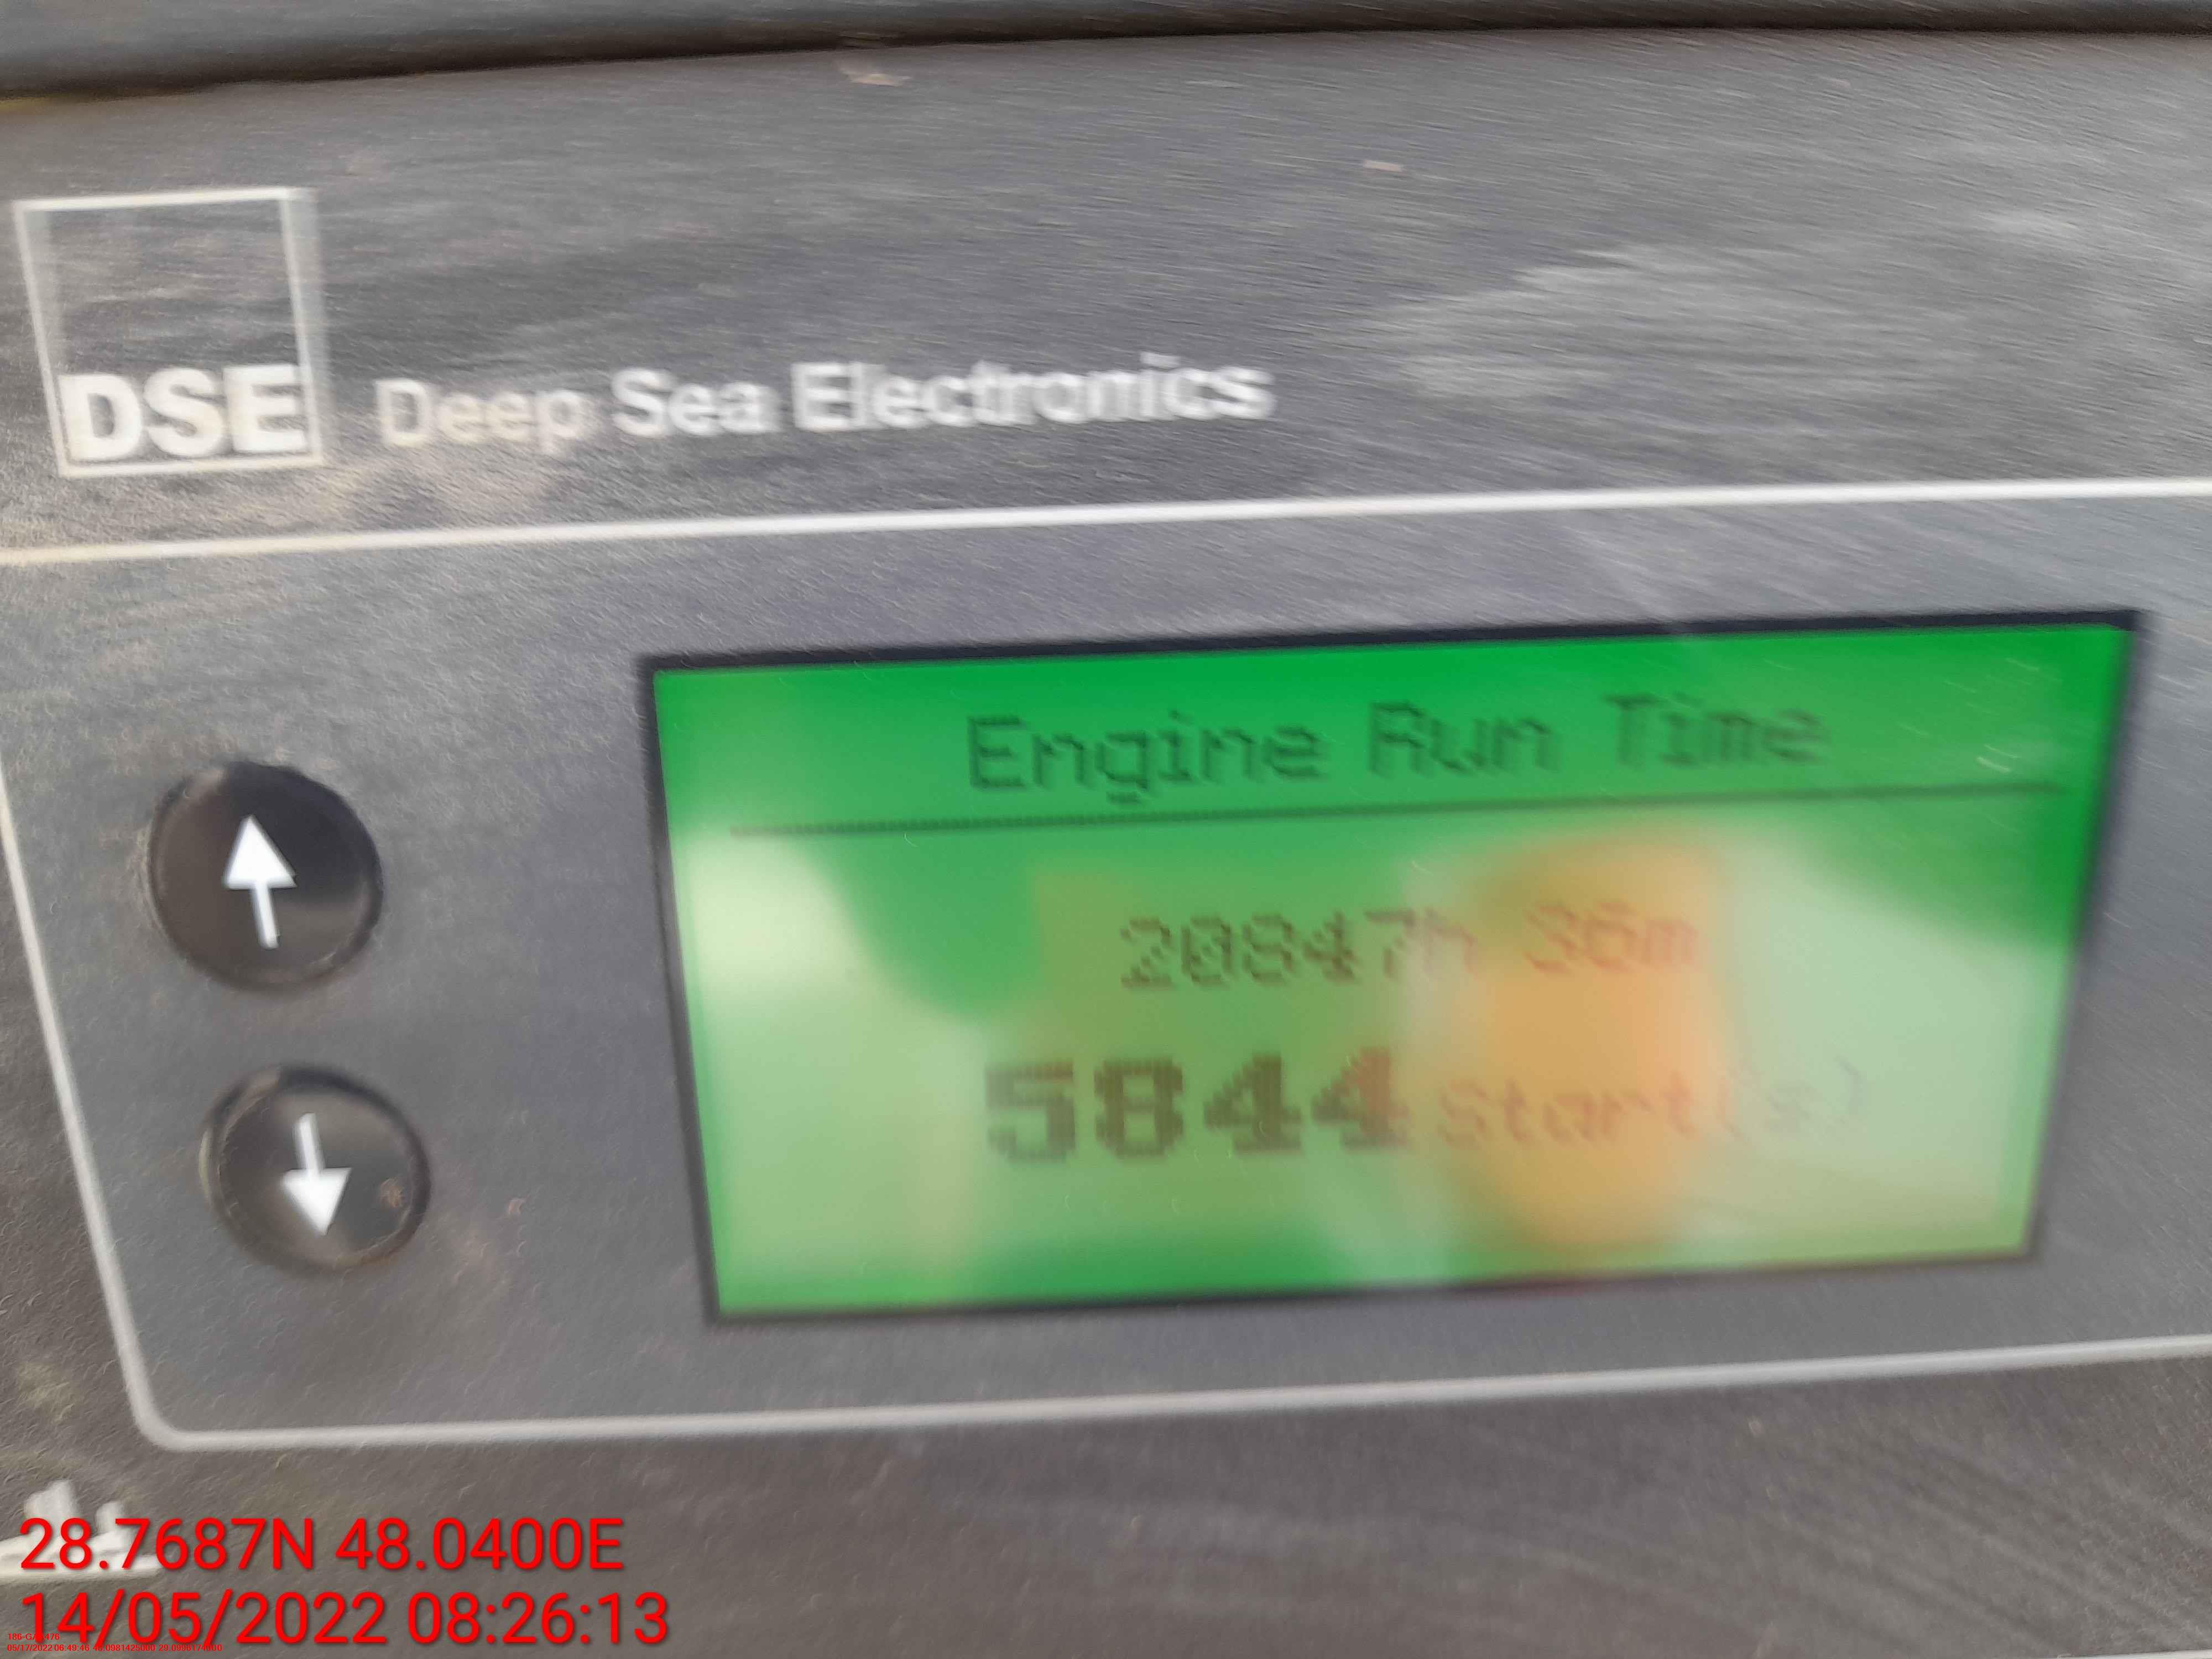 DSE Deep Sea Electronics
Engine Run Time
20847h 36m
5844 start(s)
28.7687N 48.0400E
14/05/2022 08:26:13